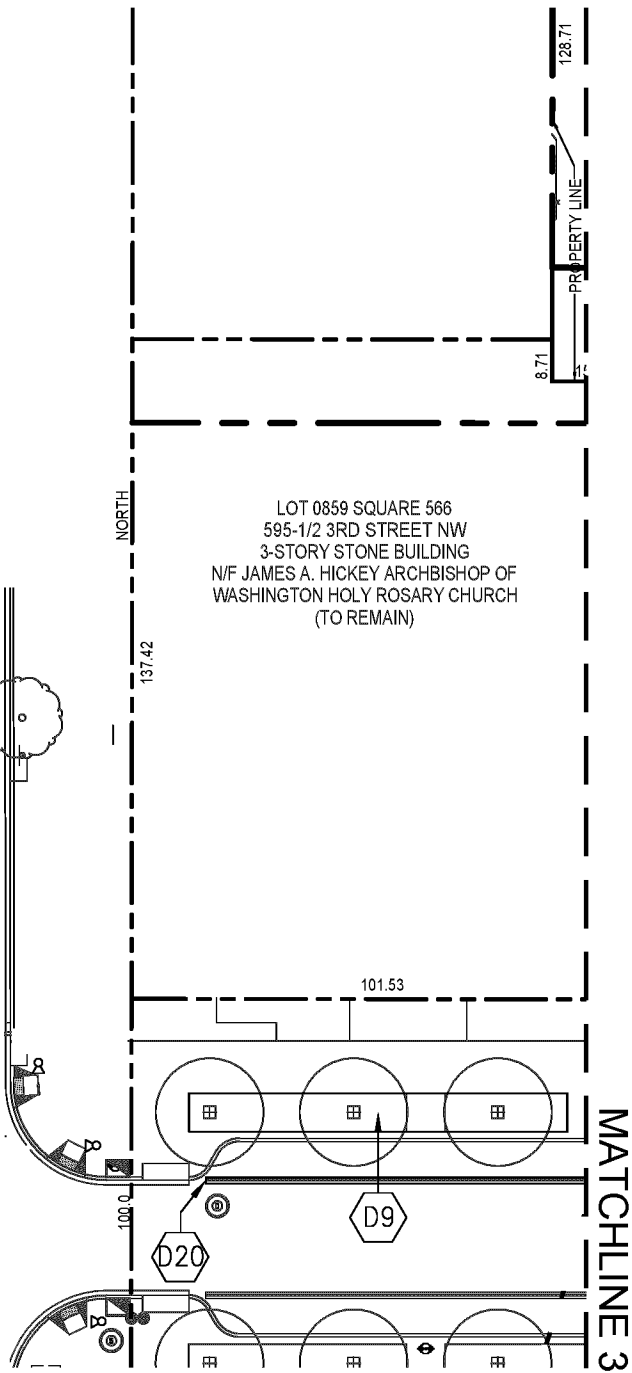 128.71
PROPERTY LINE
8.71
NORTH
LOT 0859 SQUARE 566
595-1/2 3RD STREET NW
3-STORY STONE BUILDING
N/F JAMES A. HICKEY ARCHBISHOP OF
WASHINGTON HOLY ROSARY CHURCH
(TO REMAIN)
137.42
101.53
MATCHLINE 3
100.0
D9
D20